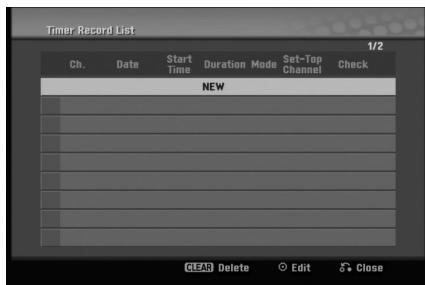 Timer Record List
1/2
Ch. Date Start Time Duration Mode Set-Top Channel Check
NEW
CLEAR Delete ⊙ Edit Close